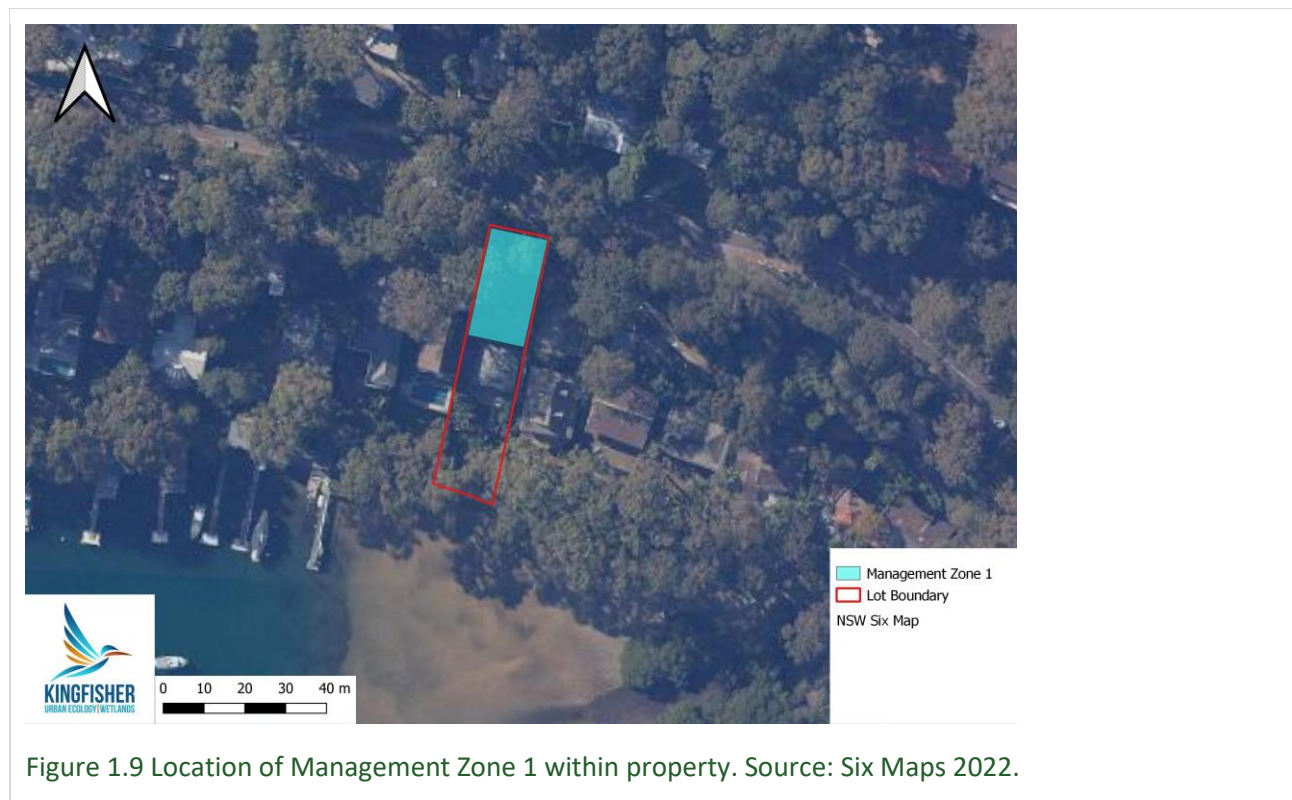 Management Zone 1
Lot Boundary
NSW Six Map
KINGFISHER
URBAN ECOLOGY|WETLANDS
0 10 20 30 40 m
Figure 1.9 Location of Management Zone 1 within property. Source: Six Maps 2022.